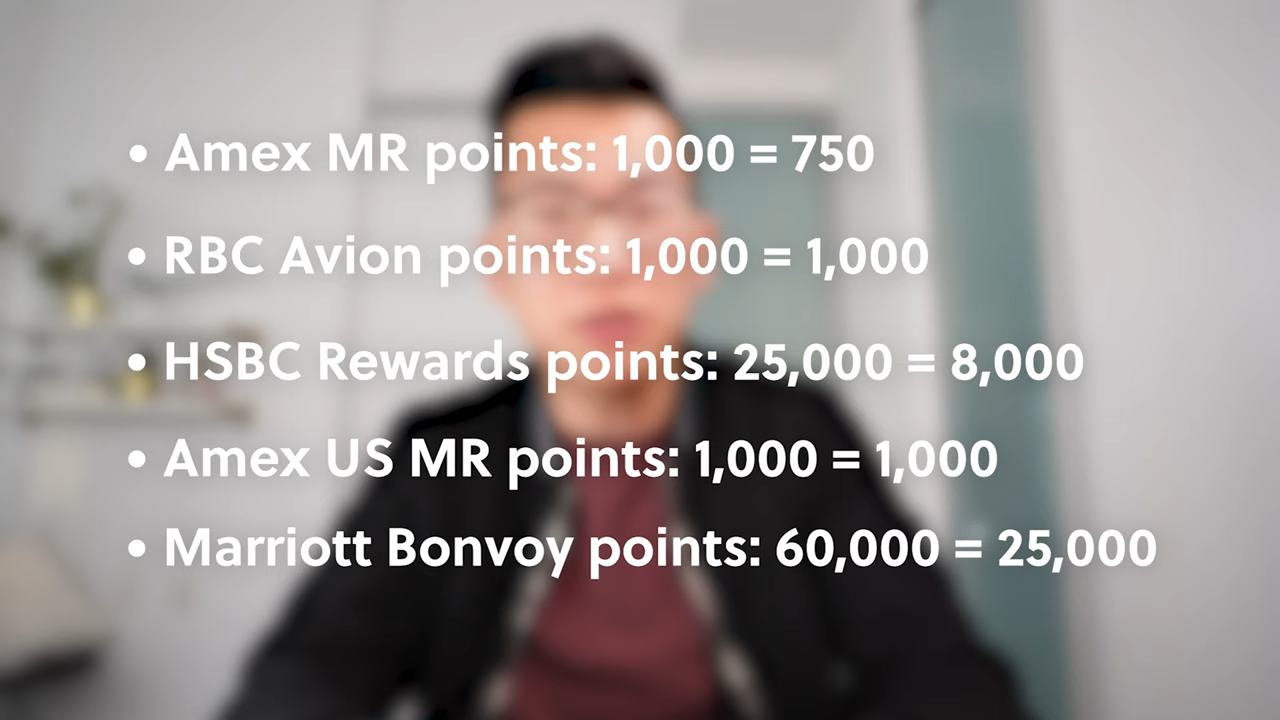 • Amex MR points: 1,000 = 750
• RBC Avion points: 1,000 = 1,000
• HSBC Rewards points: 25,000 = 8,000
• Amex US MR points: 1,000 = 1,000
• Marriott Bonvoy points: 60,000 = 25,000